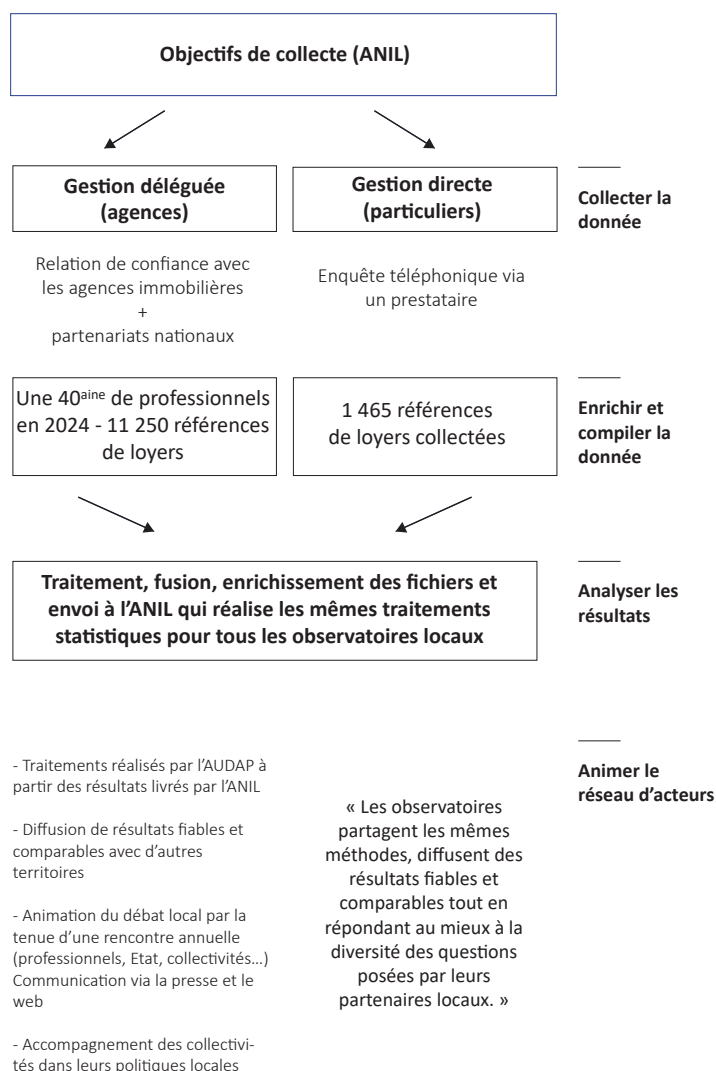 Objectifs de collecte (ANIL)
Gestion déléguée
(agences)
Gestion directe
(particuliers)
Collecter la
donnée
Relation de confiance avec
les agences immobilières
+
partenariats nationaux
Enquête téléphonique via
un prestataire
Une 40aine de professionnels
en 2024 - 11 250 références
de loyers
1 465 références
de loyers collectées
Enrichir et
compiler la
donnée
Traitement, fusion, enrichissement des fichiers et
envoi à l’ANIL qui réalise les mêmes traitements
statistiques pour tous les observatoires locaux
Analyser les
résultats
Animer le
réseau d’acteurs
- Traitements réalisés par l’AUDAP à
partir des résultats livrés par l’ANIL
- Diffusion de résultats fiables et
comparables avec d’autres
territoires
- Animation du débat local par la
tenue d’une rencontre annuelle
(professionnels, Etat, collectivités...)
Communication via la presse et le
web
- Accompagnement des collectivi-
tés dans leurs politiques locales
« Les observatoires
partagent les mêmes
méthodes, diffusent des
résultats fiables et
comparables tout en
répondant au mieux à la
diversité des questions
posées par leurs
partenaires locaux. »